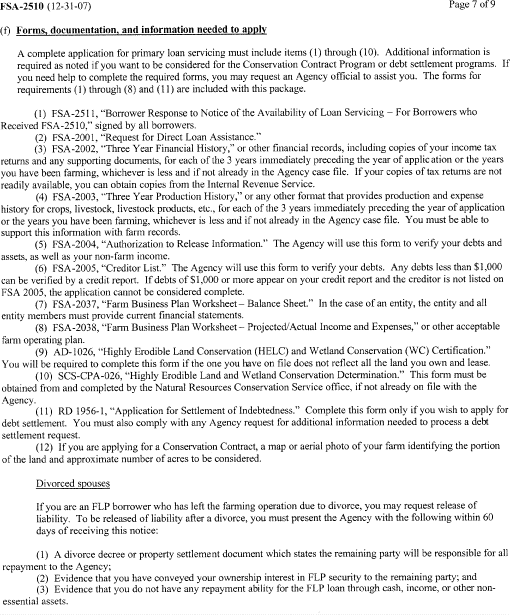 FSA-2510 (12-31-07)
Page 7 of 9
(f) Forms, documentation, and information needed to apply
A complete application for primary loan servicing must include items (1) through (10). Additional information is
required as noted if you want to be considered for the Conservation Contract Program or debt settlement programs. If
you need help to complete the required forms, you may request an Agency official to assist you. The forms for
requirements (1) through (8) and (11) are included with this package.
(1) FSA-2511, “Borrower Response to Notice of the Availability of Loan Servicing – For Borrowers who
Received FSA-2510,” signed by all borrowers.
(2) FSA-2001, “Request for Direct Loan Assistance.”
(3) FSA-2002, “Three Year Financial History,” or other financial records, including copies of your income tax
returns and any supporting documents, for each of the 3 years immediately preceding the year of application or the years
you have been farming, whichever is less and if not already in the Agency case file. If your copies of tax returns are not
readily available, you can obtain copies from the Internal Revenue Service.
(4) FSA-2003, “Three Year Production History,” or any other format that provides production and expense
history for crops, livestock, livestock products, etc., for each of the 3 years immediately preceding the year of application
or the years you have been farming, whichever is less and if not already in the Agency case file. You must be able to
support this information with farm records.
(5) FSA-2004, “Authorization to Release Information.” The Agency will use this form to verify your debts and
assets, as well as your non-farm income.
(6) FSA-2005, “Creditor List.” The Agency will use this form to verify your debts. Any debts less than $1,000
can be verified by a credit report. If debts of $1,000 or more appear on your credit report and the creditor is not listed on
FSA 2005, the application cannot be considered complete.
(7) FSA-2037, “Farm Business Plan Worksheet – Balance Sheet.” In the case of an entity, the entity and all
entity members must provide current financial statements.
(8) FSA-2038, “Farm Business Plan Worksheet – Projected/Actual Income and Expenses,” or other acceptable
farm operating plan.
(9) AD-1026, “Highly Erodible Land Conservation (HELC) and Wetland Conservation (WC) Certification.”
You will be required to complete this form if the one you have on file does not reflect all the land you own and lease.
(10) SCS-CPA-026, “Highly Erodible Land and Wetland Conservation Determination.” This form must be
obtained from and completed by the Natural Resources Conservation Service office, if not already on file with the
Agency.
(11) RD 1956-1, “Application for Settlement of Indebtedness.” Complete this form only if you wish to apply for
debt settlement. You must also comply with any Agency request for additional information needed to process a debt
settlement request.
(12) If you are applying for a Conservation Contract, a map or aerial photo of your farm identifying the portion
of the land and approximate number of acres to be considered.
Divorced spouses
If you are an FLP borrower who has left the farming operation due to divorce, you may request release of
liability. To be released of liability after a divorce, you must present the Agency with the following within 60
days of receiving this notice:
(1) A divorce decree or property settlement document which states the remaining party will be responsible for all
repayment to the Agency;
(2) Evidence that you have conveyed your ownership interest in FLP security to the remaining party; and
(3) Evidence that you do not have any repayment ability for the FLP loan through cash, income, or other non-
essential assets.